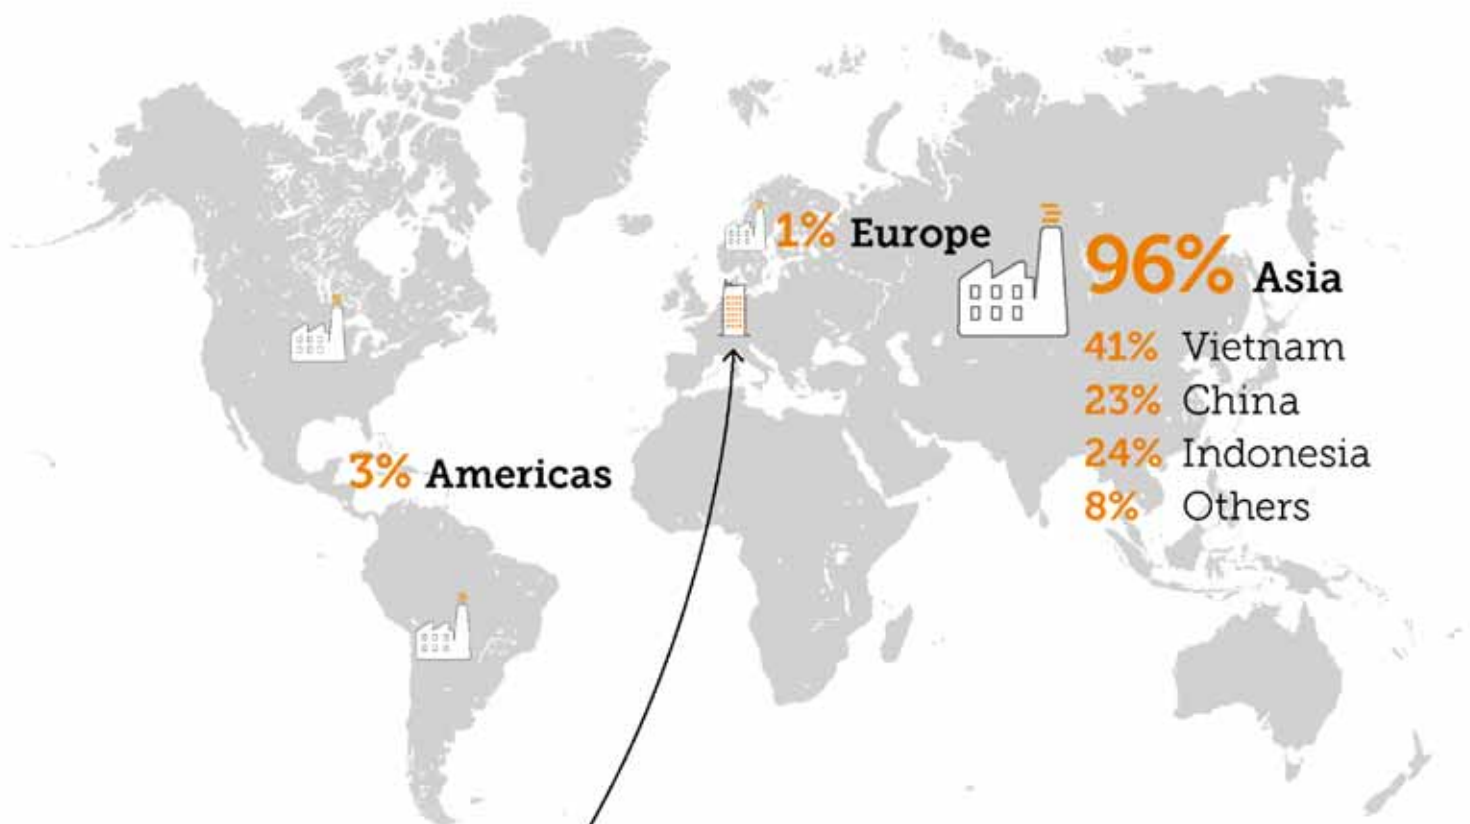 1% Europe
96% Asia
41% Vietnam
23% China
24% Indonesia
8% Others
3% Americas